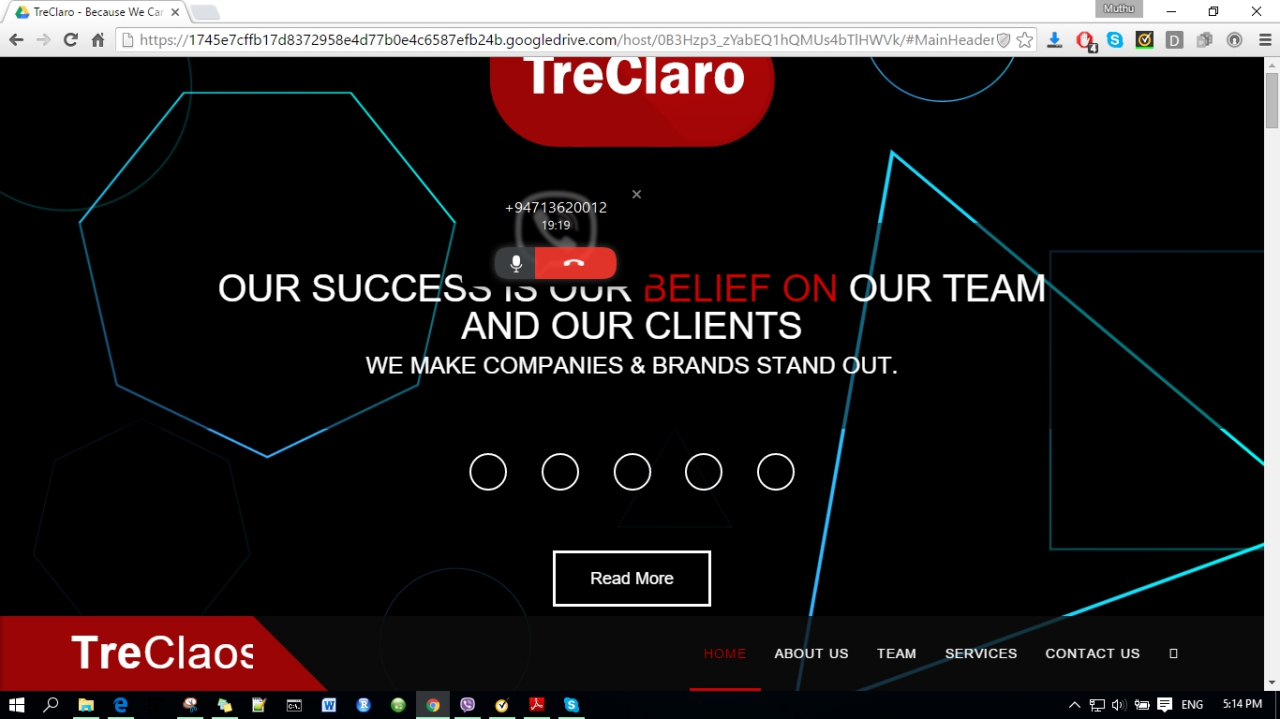 TreClaro - Because We Car
Muthu
https://1745e7cffb17d8372958e4d77b0e4c6587efb24b.googledrive.com/host/0B3Hzp3_zYabEQ1hQMUs4bTlHWVk/#MainHeader
4
TreClaro
+94713620012
19:19
OUR SUCCESS IS OUR BELIEF ON OUR TEAM
AND OUR CLIENTS
WE MAKE COMPANIES & BRANDS STAND OUT.
Read More
TreClaos
HOME ABOUT US TEAM SERVICES CONTACT US
ENG 5:14 PM